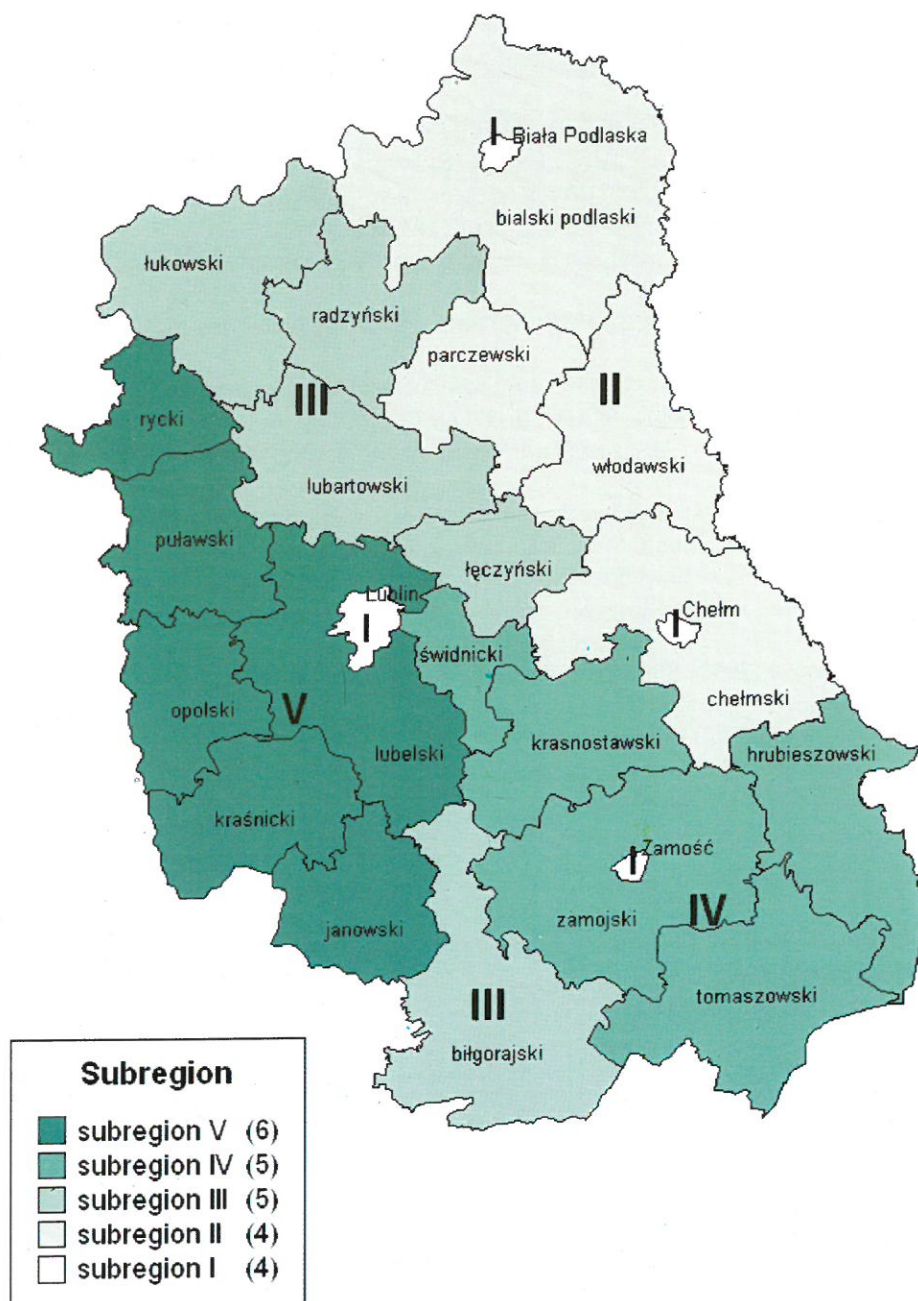 I Biała Podlaska
bialski podlaski
łukowski
radzyński
parczewski
II
III
rycki
włodawski
lubartowski
puławski
łęczyński
Lublin
I
Chełm
I
świdnicki
opolski
V
chełmski
krasnostawski
hrubieszowski
lubelski
kraśnicki
Zamość
I
janowski
zamojski
IV
tomaszowski
III
biłgorajski
Subregion
subregion V (6)
subregion IV (5)
subregion III (5)
subregion II (4)
subregion I (4)